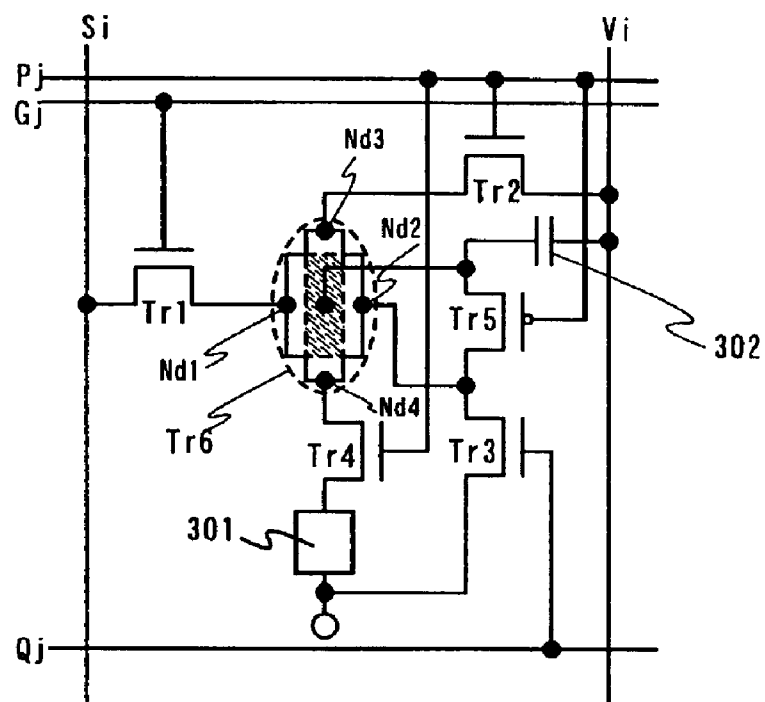 Si
Vi
Pj
Gj
Nd3
Tr2
Nd2
Tr1
Tr5
302
Nd1
Nd4
Tr6
Tr4
Tr3
301
Qj